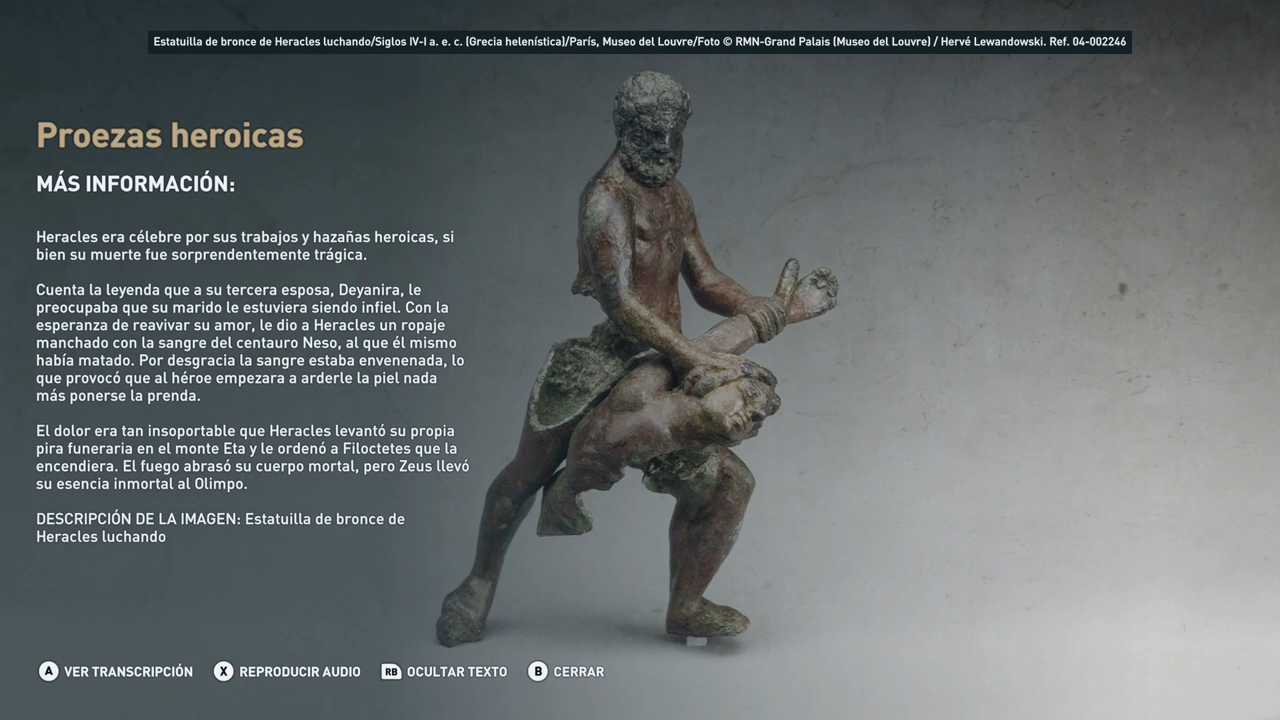 Estatuilla de bronce de Heracles luchando/Siglos IV-I a. e. c. (Grecia helenística)/París, Museo del Louvre/Foto © RMN-Grand Palais (Museo del Louvre) / Hervé Lewandowski. Ref. 04-002246
Proezas heroicas
MÁS INFORMACIÓN:
Heracles era célebre por sus trabajos y hazañas heroicas, si
bien su muerte fue sorprendentemente trágica.
Cuenta la leyenda que a su tercera esposa, Deyanira, le
preocupaba que su marido le estuviera siendo infiel. Con la
esperanza de reavivar su amor, le dio a Heracles un ropaje
manchado con la sangre del centauro Neso, al que él mismo
había matado. Por desgracia la sangre estaba envenenada, lo
que provocó que al héroe empezara a arderle la piel nada
más ponerse la prenda.
El dolor era tan insoportable que Heracles levantó su propia
pira funeraria en el monte Eta y le ordenó a Filoctetes que la
encendiera. El fuego abrasó su cuerpo mortal, pero Zeus llevó
su esencia inmortal al Olimpo.
DESCRIPCIÓN DE LA IMAGEN: Estatuilla de bronce de
Heracles luchando
A VER TRANSCRIPCIÓN X REPRODUCIR AUDIO RB OCULTAR TEXTO B CERRAR